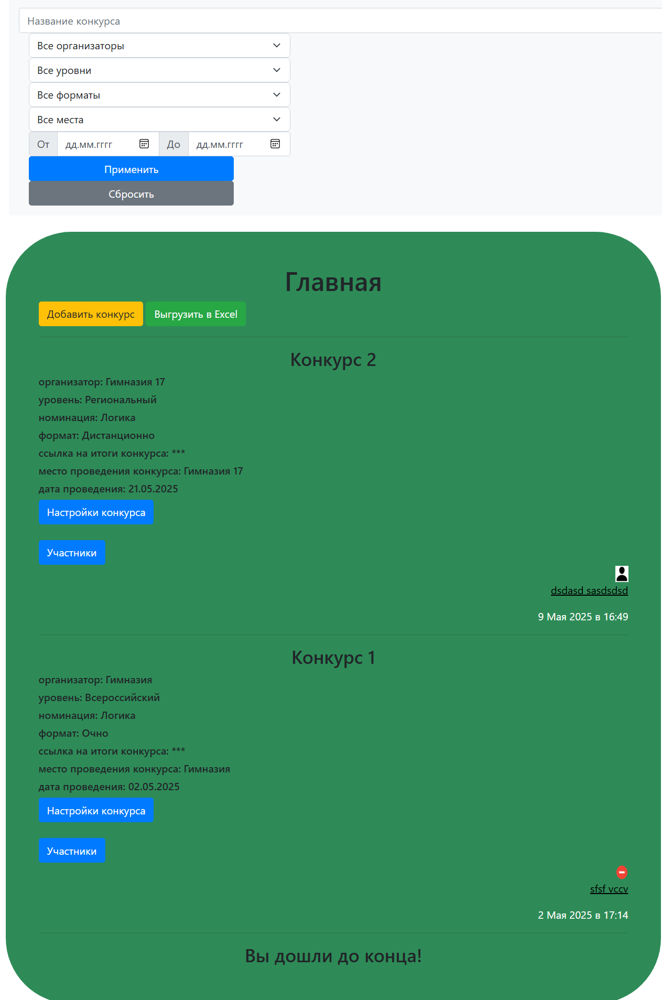 Название конкурса
Все организаторы
Все уровни
Все форматы
Все места
От дд.мм.гггг До дд.мм.гггг
Применить
Сбросить
Главная
Добавить конкурс Выгрузить в Excel
Конкурс 2
организатор: Гимназия 17
уровень: Региональный
номинация: Логика
формат: Дистанционно
ссылка на итоги конкурса: ***
место проведения конкурса: Гимназия 17
дата проведения: 21.05.2025
Настройки конкурса
Участники
dsdasd sasdsdsd
9 Мая 2025 в 16:49
Конкурс 1
организатор: Гимназия
уровень: Всероссийский
номинация: Логика
формат: Очно
ссылка на итоги конкурса: ***
место проведения конкурса: Гимназия
дата проведения: 02.05.2025
Настройки конкурса
Участники
sfsf vccv
2 Мая 2025 в 17:14
Вы дошли до конца!